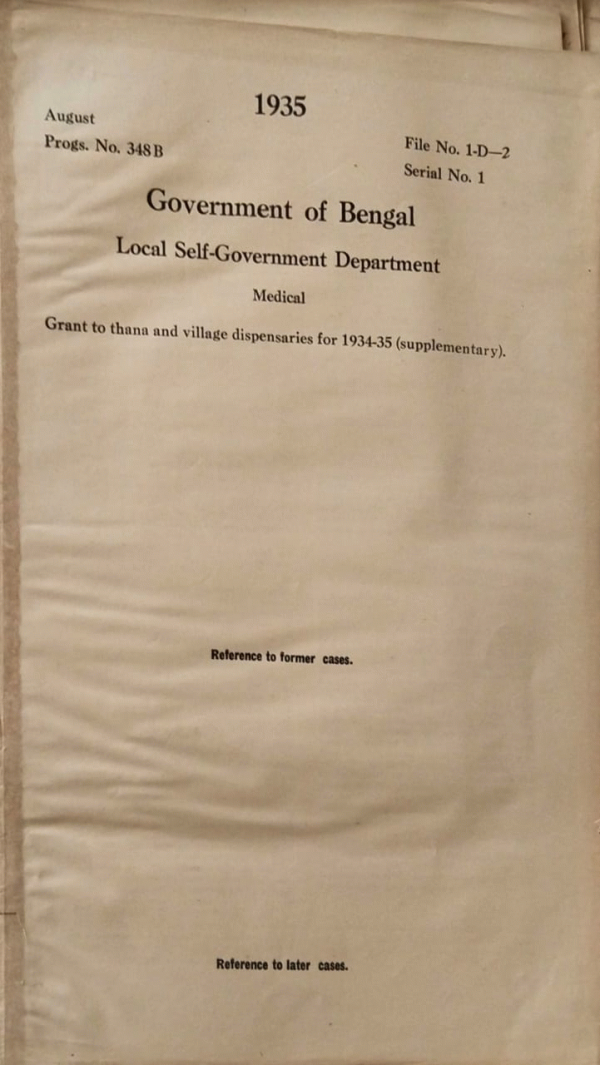 1935
August
Progs. No. 348 B
File No. 1-D—2
Serial No. 1
Government of Bengal
Local Self-Government Department
Medical
Grant to thana and village dispensaries for 1934-35 (supplementary).
Reference to former cases.
Reference to later cases.